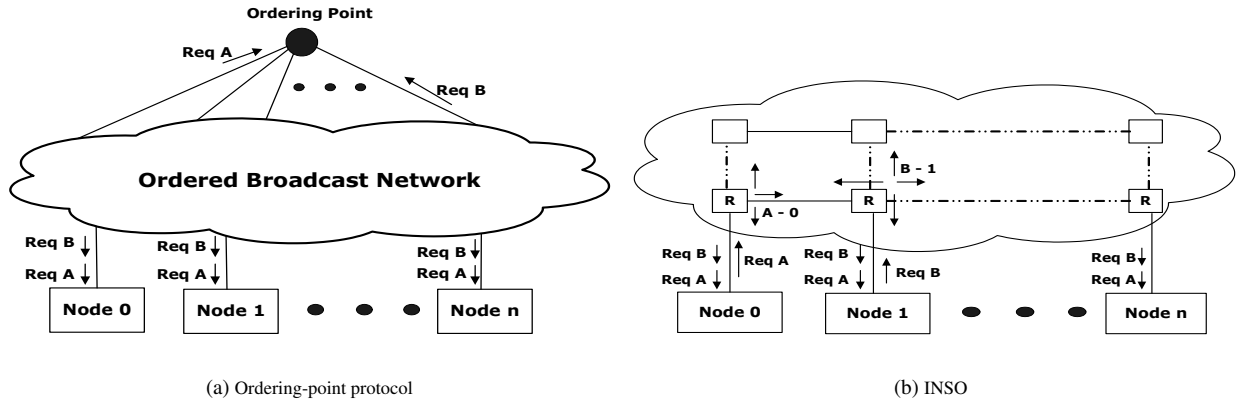 Ordering Point
Req A
Req B
Ordered Broadcast Network
Req B
Req A
Req B
Req A
Req B
Req A
Node 0
Node 1
Node n
(a) Ordering-point protocol
B - 1
R
R
R
A - 0
Req B
Req A
Req A
Req B
Req A
Req B
Req B
Req A
Node 0
Node 1
Node n
(b) INSO